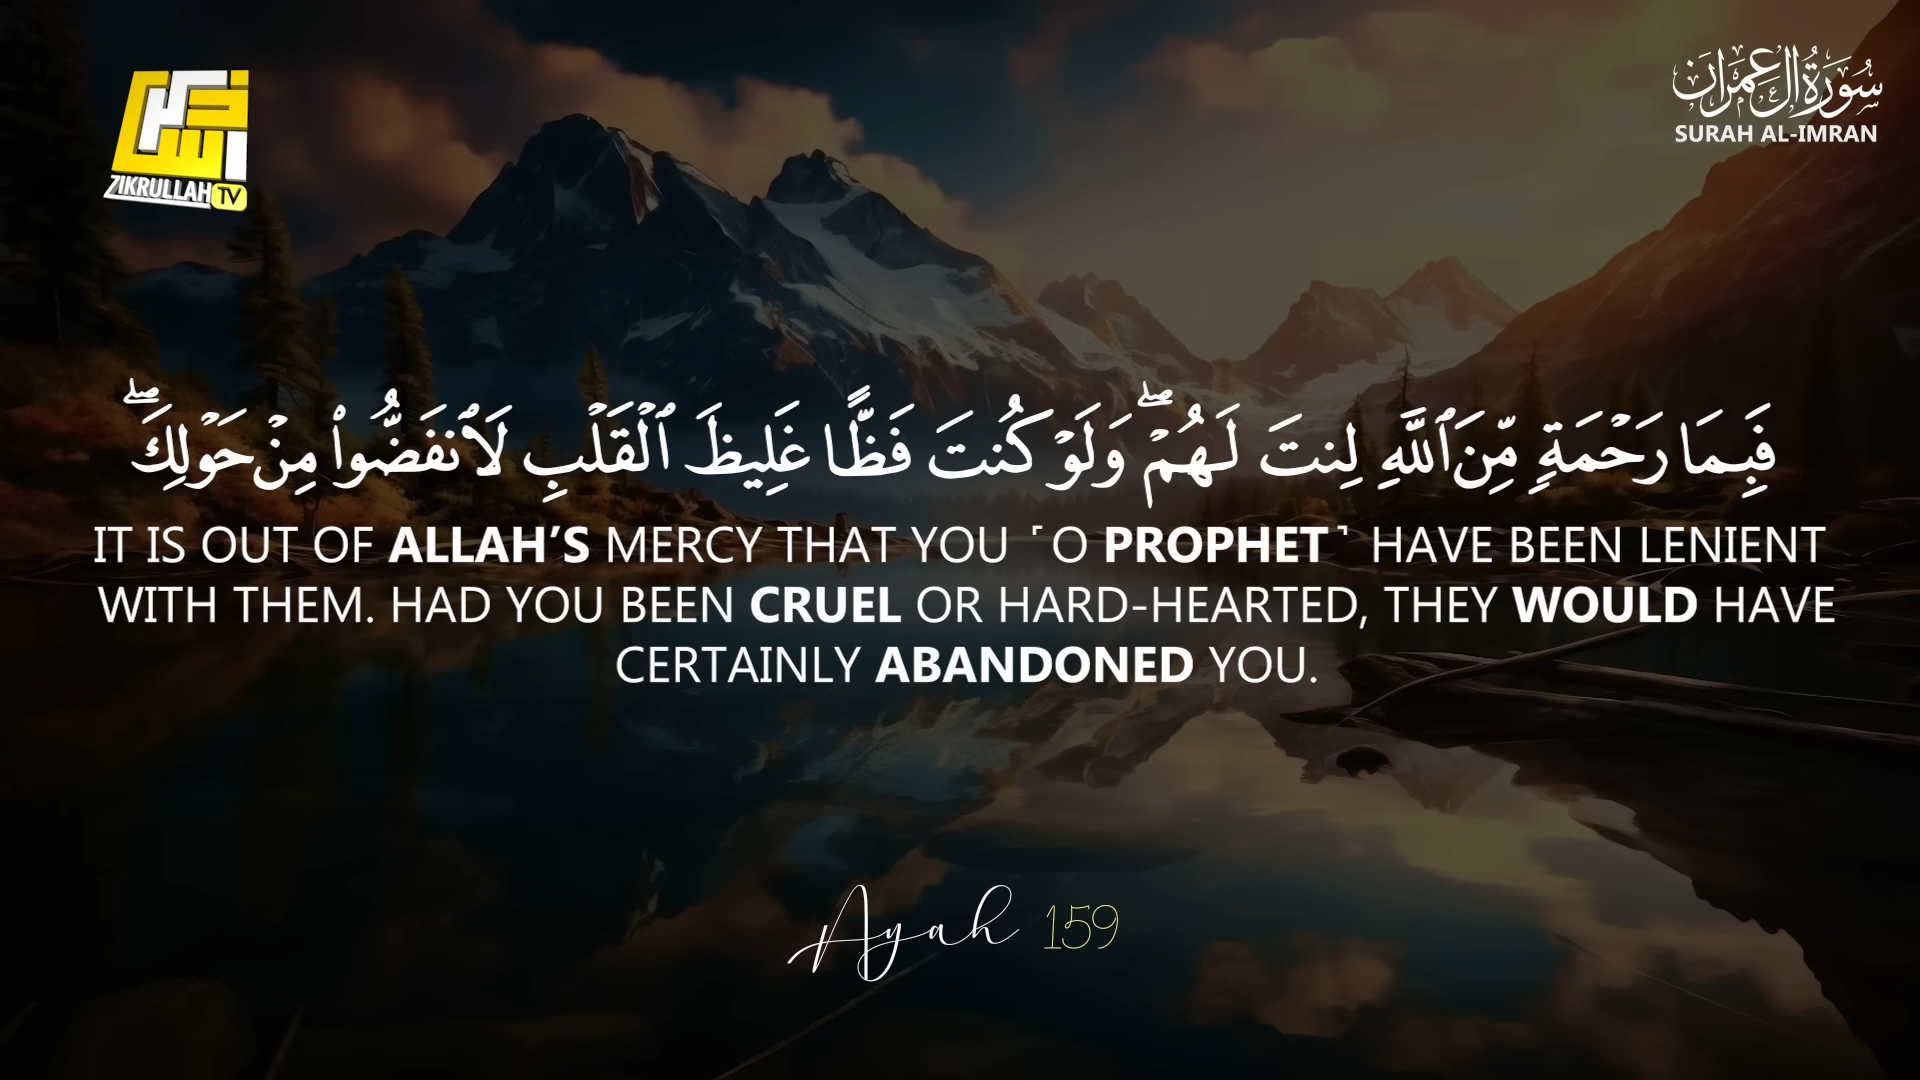 ذكر الله
ZIKRULLAH TV
سُورَةُ آلِ عِمْرَان
SURAH AL-IMRAN
فَبِمَا رَحْمَةٍ مِّنَ ٱللَّهِ لِنتَ لَهُمْ ۖ وَلَوْ كُنتَ فَظًّا غَلِيظَ ٱلْقَلْبِ لَٱنفَضُّوا۟ مِنْ حَوْلِكَ ۖ
IT IS OUT OF ALLAH’S MERCY THAT YOU ˹O PROPHET˺ HAVE BEEN LENIENT
WITH THEM. HAD YOU BEEN CRUEL OR HARD-HEARTED, THEY WOULD HAVE
CERTAINLY ABANDONED YOU.
Ayah 159